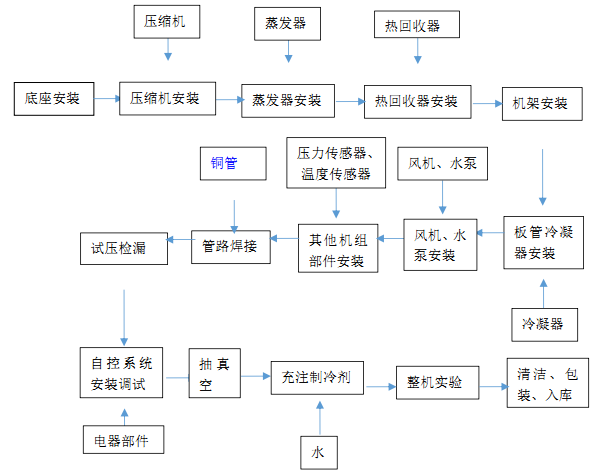 压缩机
蒸发器
热回收器
底座安装
压缩机安装
蒸发器安装
热回收器安装
机架安装
铜管
压力传感器、
温度传感器
风机、水泵
试压检漏
管路焊接
其他机组
部件安装
风机、水
泵安装
板管冷凝
器安装
冷凝器
自控系统
安装调试
抽真
空
充注制冷剂
整机实验
清洁、包
装、入库
电器部件
水